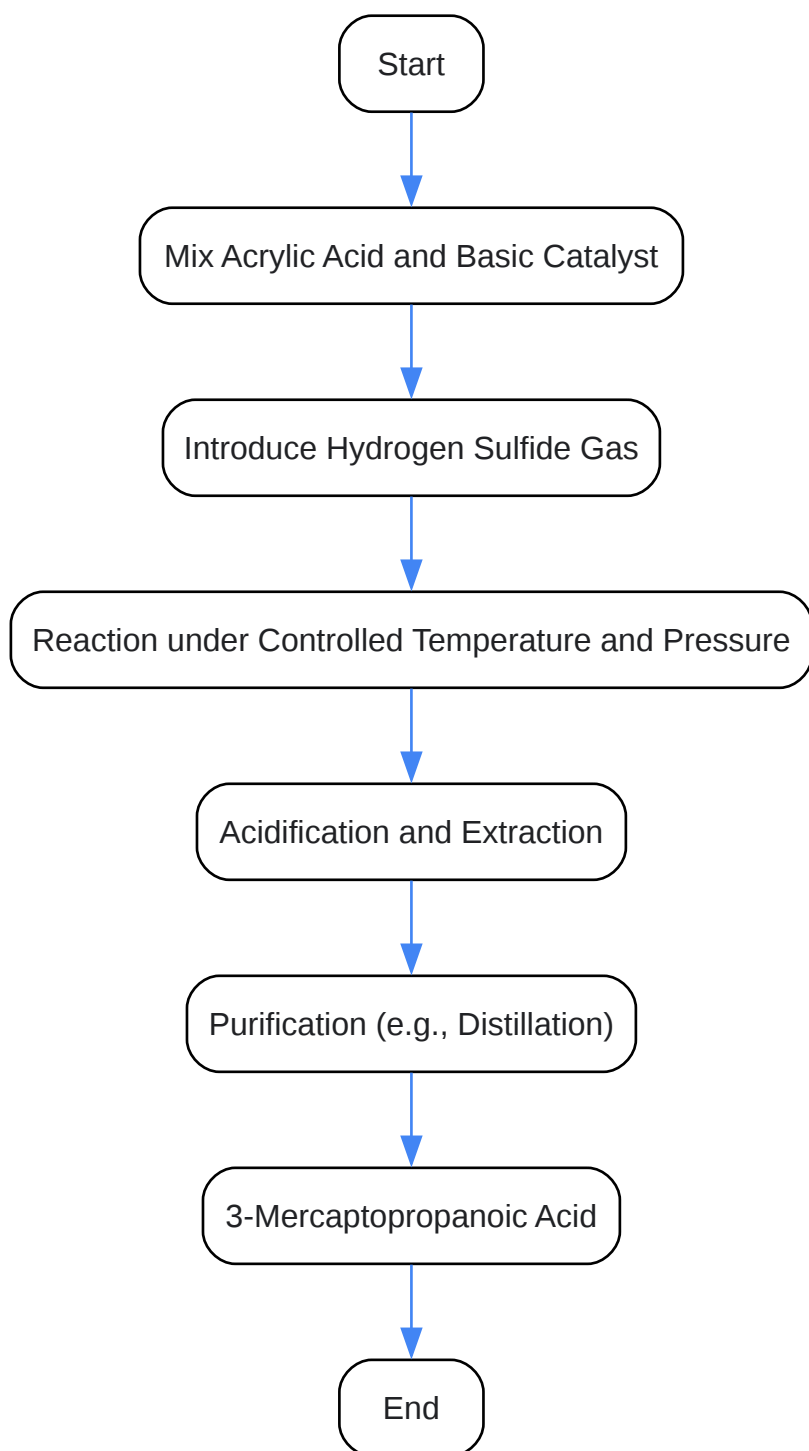 Start
Mix Acrylic Acid and Basic Catalyst
Introduce Hydrogen Sulfide Gas
Reaction under Controlled Temperature and Pressure
Acidification and Extraction
Purification (e.g., Distillation)
3-Mercaptopropanoic Acid
End